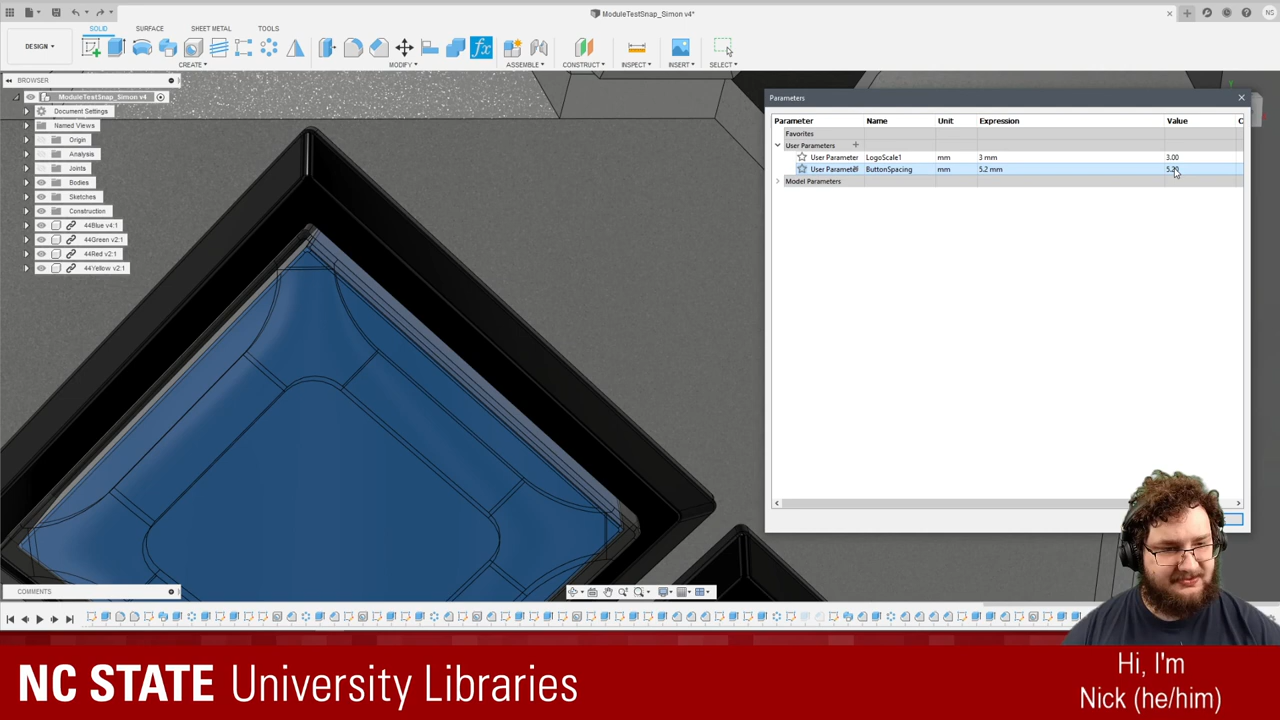 ModuleTestSnap_Simon v4*
NS
SOLID SURFACE SHEET METAL TOOLS
DESIGN
fx
CREATE MODIFY ASSEMBLE CONSTRUCT INSPECT INSERT SELECT
BROWSER
ModuleTestSnap_Simon v4
Document Settings
Named Views
Origin
Analysis
Joints
Bodies
Sketches
Construction
44Blue v4:1
44Green v2:1
44Red v2:1
44Yellow v2:1
Parameters
Parameter Name Unit Expression Value C
Favorites
User Parameters
User Parameter LogoScale1 mm 3 mm 3.00
User Parameter ButtonSpacing mm 5.2 mm
Model Parameters
COMMENTS
NC STATE University Libraries
Hi, I'm
Nick (he/him)